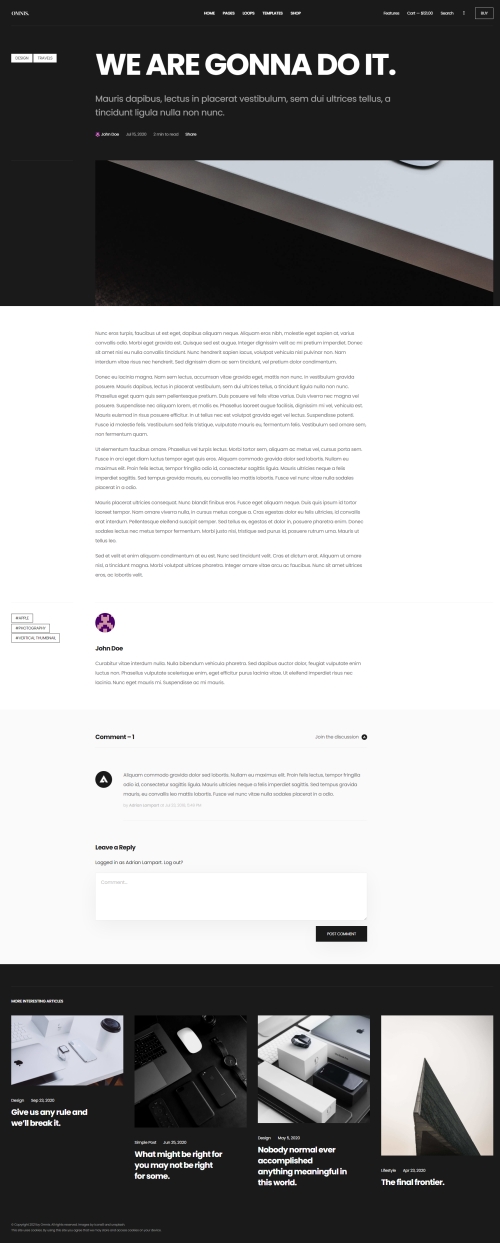 OMNIS.
HOME PAGES LOOPS TEMPLATES SHOP
Features Cart — $120.00 Search
BUY
DESIGN TRAVELS
WE ARE GONNA DO IT.
Mauris dapibus, lectus in placerat vestibulum, sem dui ultrices tellus, a
tincidunt ligula nulla non nunc.
John Doe Jul 15, 2020 2 min to read Share
Nunc eros turpis, faucibus ut est eget, dapibus aliquam neque. Aliquam eros nibh, molestie eget sapien at, varius
convallis odio. Morbi eget gravida est. Quisque sed est augue. Integer dignissim velit ac mi pretium imperdiet. Donec
sit amet nisi eu nulla convallis tincidunt. Nunc hendrerit sapien lacus, volutpat vehicula nisl pulvinar non. Nam
interdum vitae risus nec hendrerit. Sed dignissim diam ac sem tincidunt, vel pretium dolor condimentum.
Donec eu lacinia magna. Nam sem lectus, accumsan vitae gravida eget, mattis non nunc. In vestibulum gravida
posuere. Mauris dapibus, lectus in placerat vestibulum, sem dui ultrices tellus, a tincidunt ligula nulla non nunc.
Phasellus eget quam quis sem pellentesque pretium. Duis posuere vel felis vitae varius. Duis viverra nec magna vel
posuere. Suspendisse nec aliquam lorem, et mollis ex. Phasellus laoreet augue facilisis, dignissim mi vel, vehicula est.
Mauris euismod in risus posuere efficitur. In ut tellus nec est volutpat gravida eget vel lectus. Suspendisse potenti.
Fusce id molestie felis. Vestibulum sed felis tristique, vulputate mauris eu, fermentum felis. Vestibulum non fermentum sem,
non fermentum quam.
Ut elementum faucibus ornare. Phasellus vel turpis lectus. Morbi tortor sem, aliquam ac metus vel, cursus porta sem.
Fusce in orci eget diam luctus tempor eget quis eros. Aliquam commodo gravida dolor sed lobortis. Nullam eu
maximus elit. Proin felis lectus, tempor fringilla odio id, consectetur sagittis ligula. Mauris ultricies neque a felis
imperdiet sagittis. Sed tempus gravida mauris, eu convallis leo mattis lobortis. Fusce vel nunc vitae nulla sodales
placerat in a odio.
Mauris placerat ultricies consequat. Nunc blandit finibus eros. Fusce eget aliquam neque. Duis quis ipsum id tortor
laoreet tempor. Nam ornare viverra nulla, in cursus metus congue a. Cras egestas dolor eu felis ultricies, id convallis
erat interdum. Pellentesque eleifend suscipit semper. Sed tellus ex, egestas et dolor in, posuere pharetra enim. Donec
sodales lectus nec metus tempor fermentum. Morbi justo nisl, tristique sed purus id, posuere rutrum urna. Mauris ut
tellus leo.
Sed et velit et enim aliquam condimentum at eu est. Nunc sed tincidunt velit. Cras et dictum erat. Aliquam ut ornare
nisl, a tincidunt magna. Morbi volutpat ultrices pharetra. Integer ornare vitae arcu ac faucibus. Nunc sit amet ultrices
eros, ac lobortis velit.
#APPLE
#PHOTOGRAPHY
#VERTICAL THUMBNAIL
John Doe
Curabitur vitae interdum nulla. Nulla bibendum vehicula pharetra. Sed dapibus auctor dolor, feugiat vulputate enim
luctus non. Phasellus vulputate scelerisque enim, eget efficitur purus lacinia vitae. Ut eleifend imperdiet risus nec
lacinia. Nunc eget mauris mi. Suspendisse ac mi mauris.
Comment – 1
Join the discussion
Aliquam commodo gravida dolor sed lobortis. Nullam eu maximus elit. Proin felis lectus, tempor fringilla
odio id, consectetur sagittis ligula. Mauris ultricies neque a felis imperdiet sagittis. Sed tempus gravida
mauris, eu convallis leo mattis lobortis. Fusce vel nunc vitae nulla sodales placerat in a odio.
by Adrian Lampart on Jul 23, 2018,
Leave a Reply
Logged in as Adrian Lampart. Log out?
Comment...
POST COMMENT
MORE INTERESTING ARTICLES
Design Sep 23, 2020
Give us any rule and
we'll break it.
Simple Post Jun 25, 2020
What might be right for
you may not be right
for some.
Design May 5, 2020
Nobody normal ever
accomplished
anything meaningful in
this world.
Lifestyle Apr 23, 2020
The final frontier.